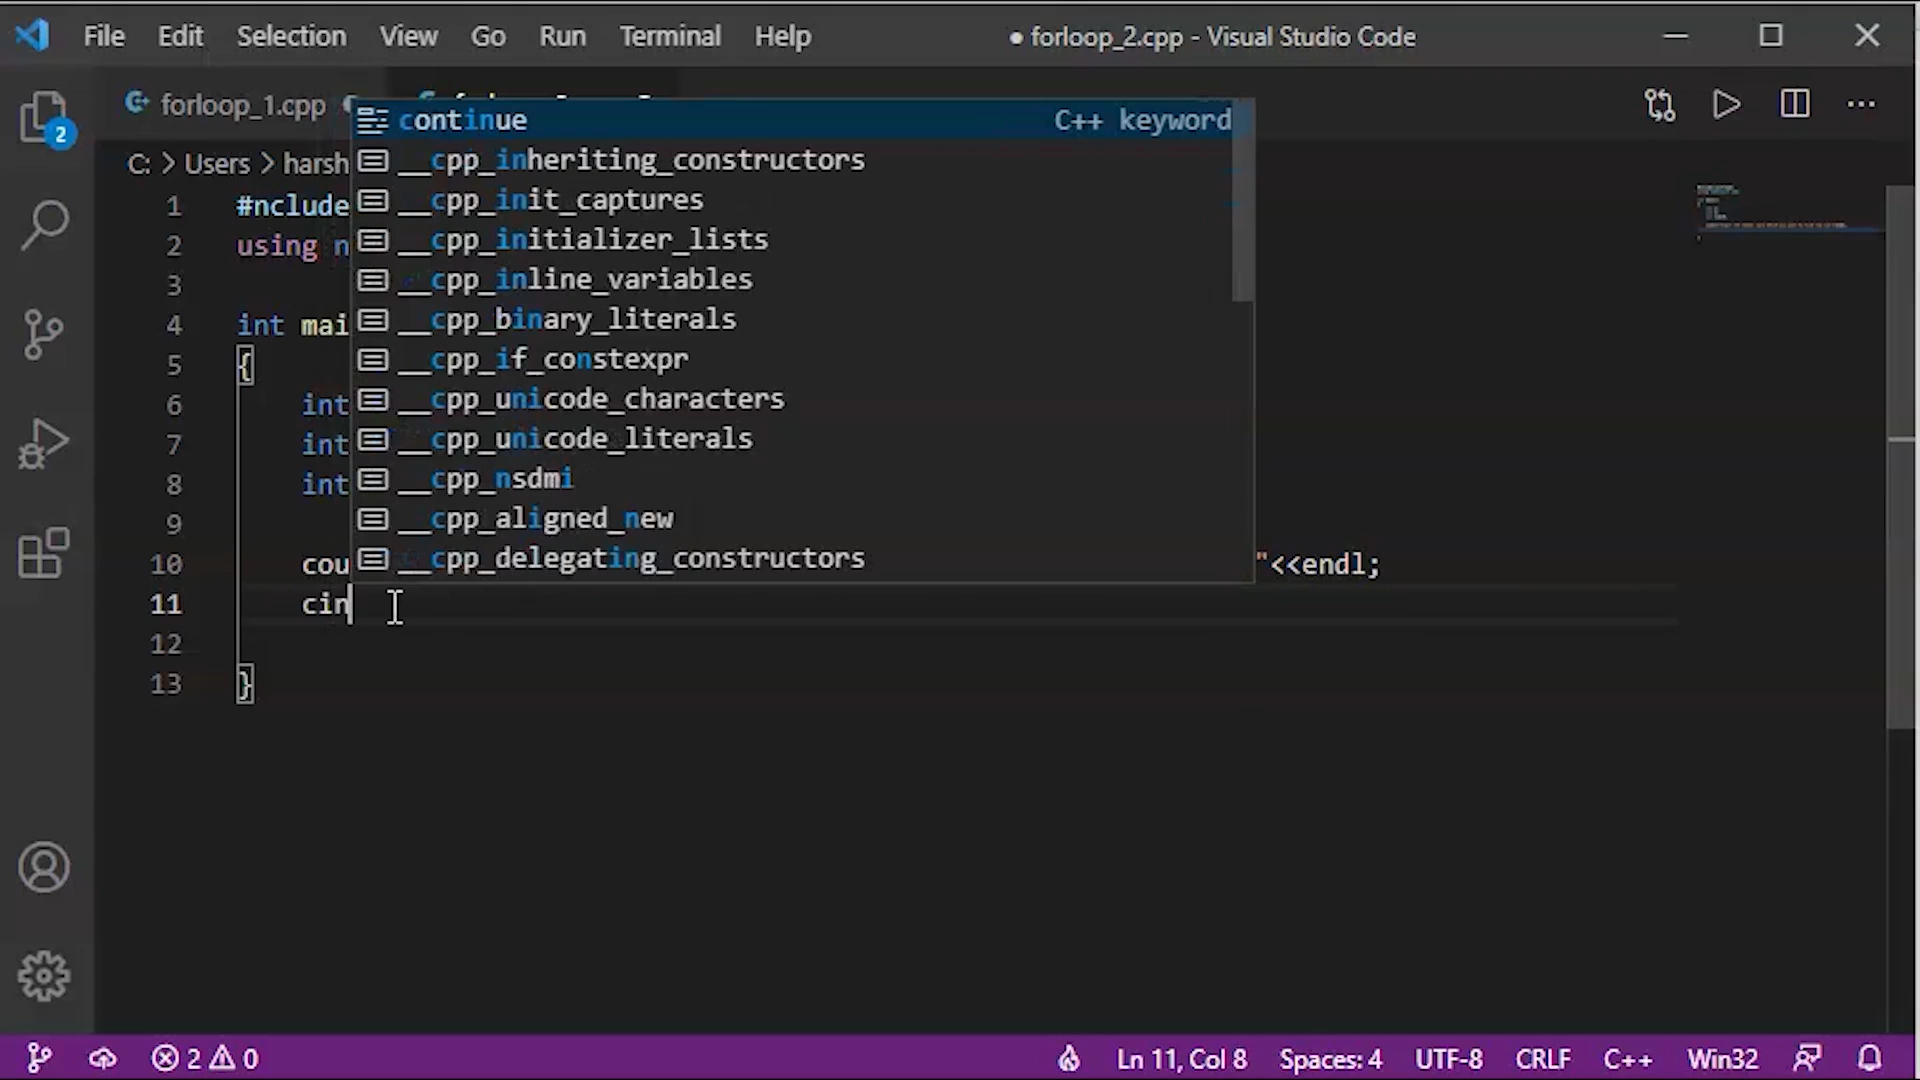 File Edit Selection View Go Run Terminal Help
● forloop_2.cpp - Visual Studio Code
forloop_1.cpp
C: > Users > harsh
continue C++ keyword
__cpp_inheriting_constructors
__cpp_init_captures
__cpp_initializer_lists
__cpp_inline_variables
__cpp_binary_literals
__cpp_if_constexpr
__cpp_unicode_characters
__cpp_unicode_literals
__cpp_nsdmi
__cpp_aligned_new
__cpp_delegating_constructors
2
1 #nclude
2 using n
3
4 int mai
5 {
6 int
7 int
8 int
9
10 cou "<<endl;
11 cin
12
13 }
2 0 Ln 11, Col 8 Spaces: 4 UTF-8 CRLF C++ Win32